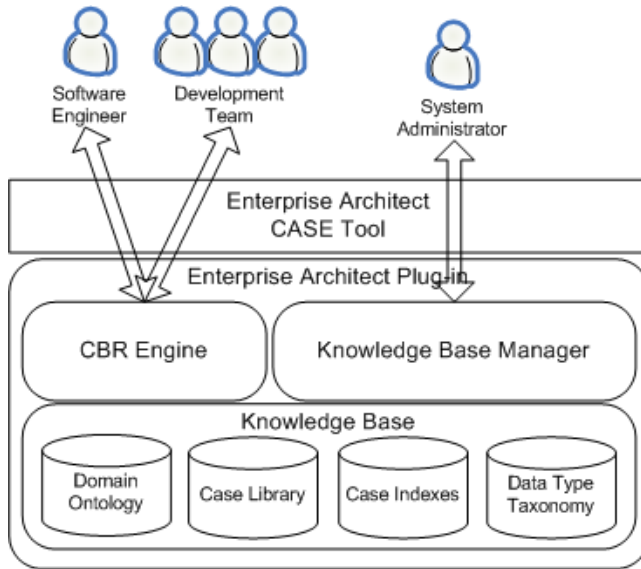 Software
Engineer
Development
Team
System
Administrator
Enterprise Architect
CASE Tool
Enterprise Architect Plug-in
CBR Engine
Knowledge Base Manager
Knowledge Base
Domain
Ontology
Case Library
Case Indexes
Data Type
Taxonomy